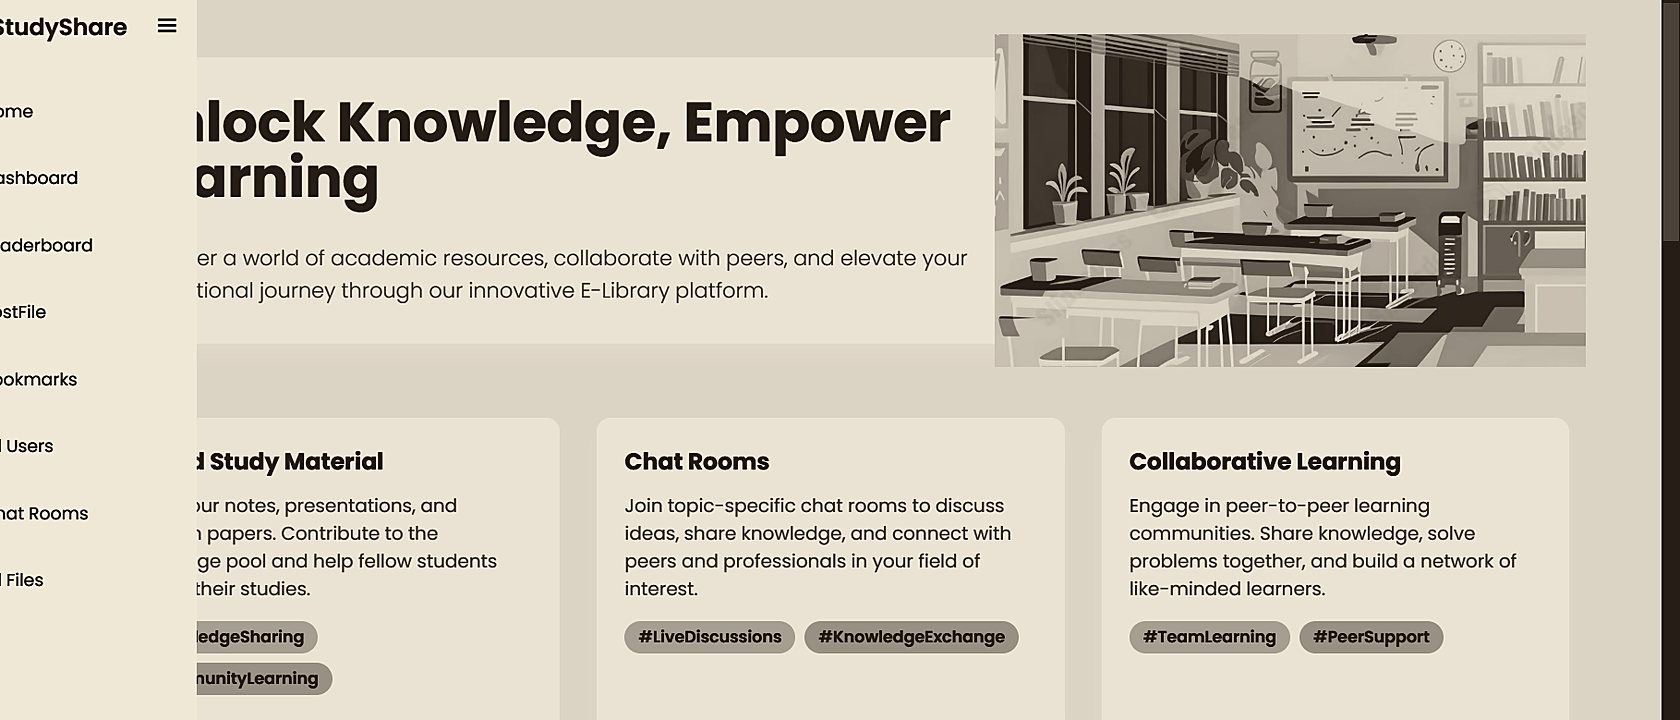 StudyShare
ome
ashboard
aderboard
ostFile
ookmarks
l Users
hat Rooms
l Files
nlock Knowledge, Empower
arning
er a world of academic resources, collaborate with peers, and elevate your
tional journey through our innovative E-Library platform.
d Study Material
our notes, presentations, and
n papers. Contribute to the
ge pool and help fellow students
their studies.
ledgeSharing
nunityLearning
Chat Rooms
Join topic-specific chat rooms to discuss
ideas, share knowledge, and connect with
peers and professionals in your field of
interest.
#LiveDiscussions #KnowledgeExchange
Collaborative Learning
Engage in peer-to-peer learning
communities. Share knowledge, solve
problems together, and build a network of
like-minded learners.
#TeamLearning #PeerSupport